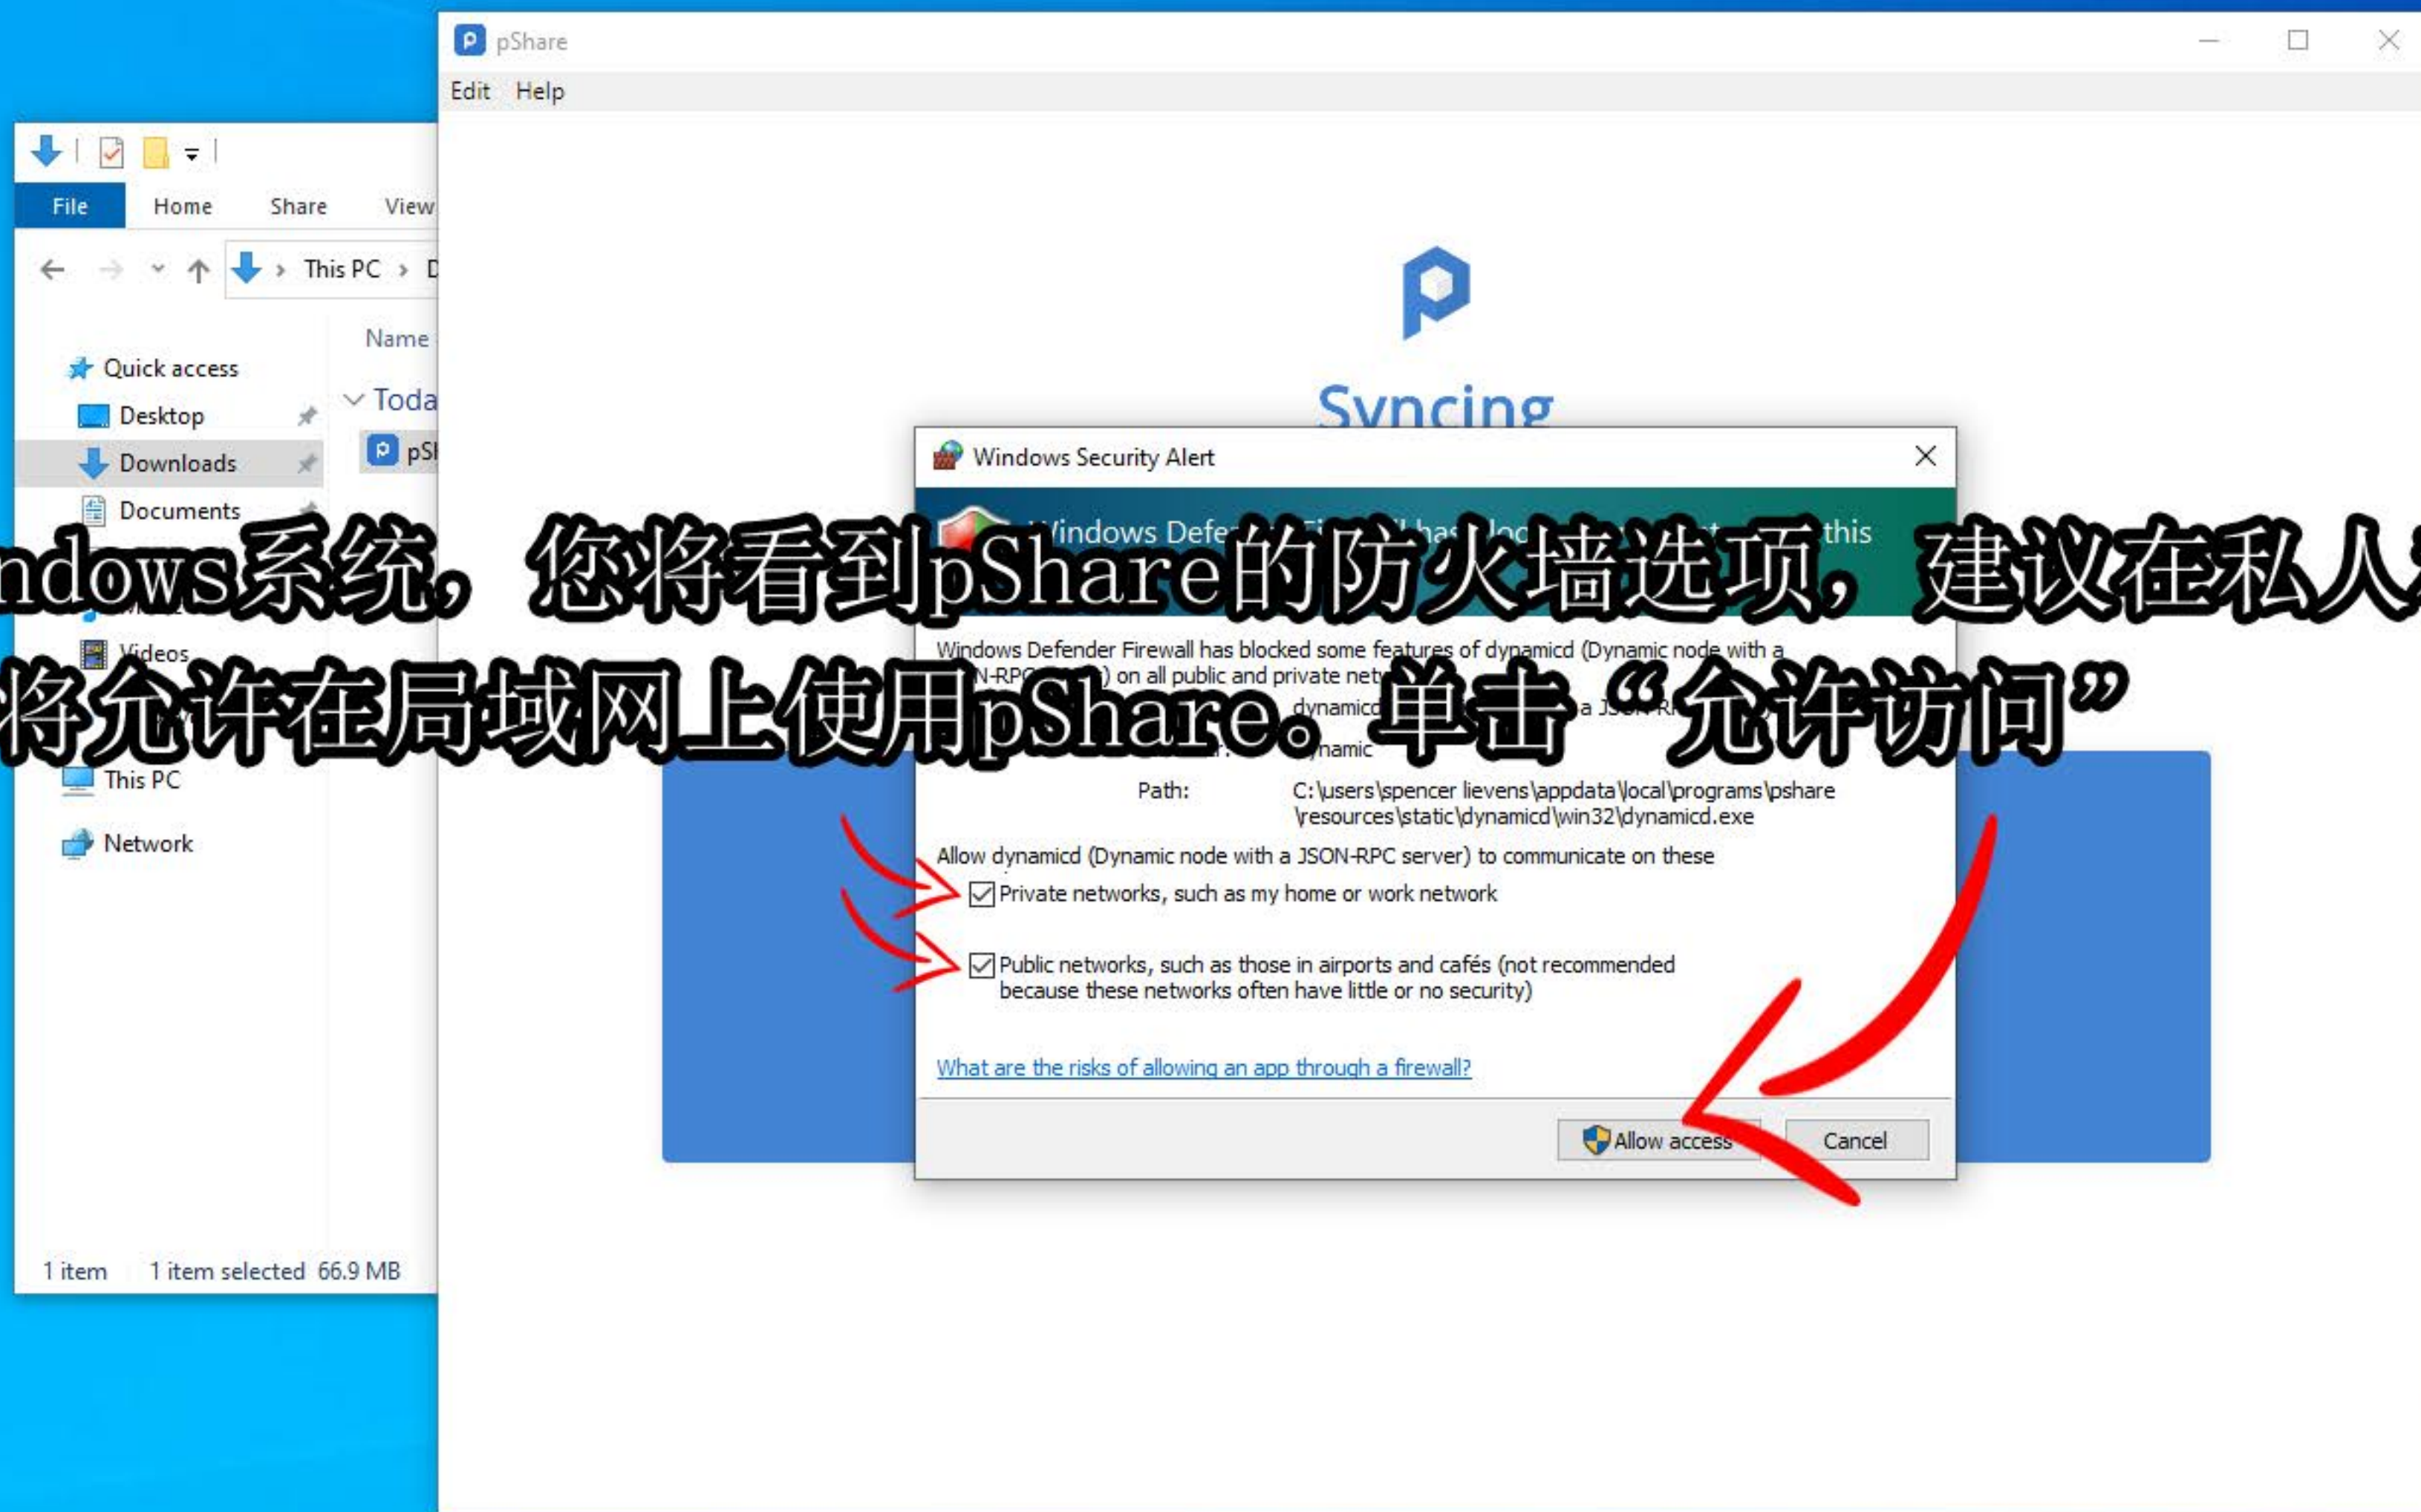 pShare
Edit Help
File Home Share View
This PC
Name
Quick access
Desktop
Downloads
Documents
Videos
This PC
Network
1 item 1 item selected 66.9 MB
Syncing
Windows Security Alert
this
系统，您将看到pShare的防火墙选项，建议在私人
将允许在局域网上使用pShare。单击“允许访问”
Windows Defender Firewall has blocked some features of dynamicd (Dynamic node with a
on all public and private
Path: C:\users\spencer lievens\appdata\local\programs\pshare
\resources\static\dynamicd\win32\dynamicd.exe
Allow dynamicd (Dynamic node with a JSON-RPC server) to communicate on these
Private networks, such as my home or work network
Public networks, such as those in airports and cafés (not recommended
because these networks often have little or no security)
What are the risks of allowing an app through a firewall?
Allow access Cancel